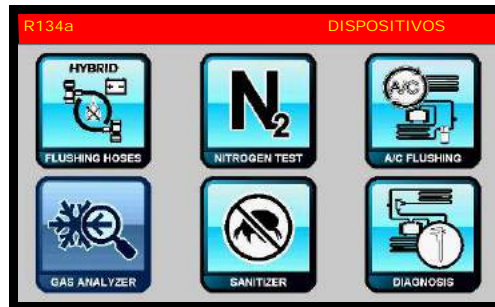 R134a DISPOSITIVOS
HYBRID
FLUSHING HOSES
N2
NITROGEN TEST
A/C
A/C FLUSHING
GAS ANALYZER
SANITIZER
DIAGNOSIS